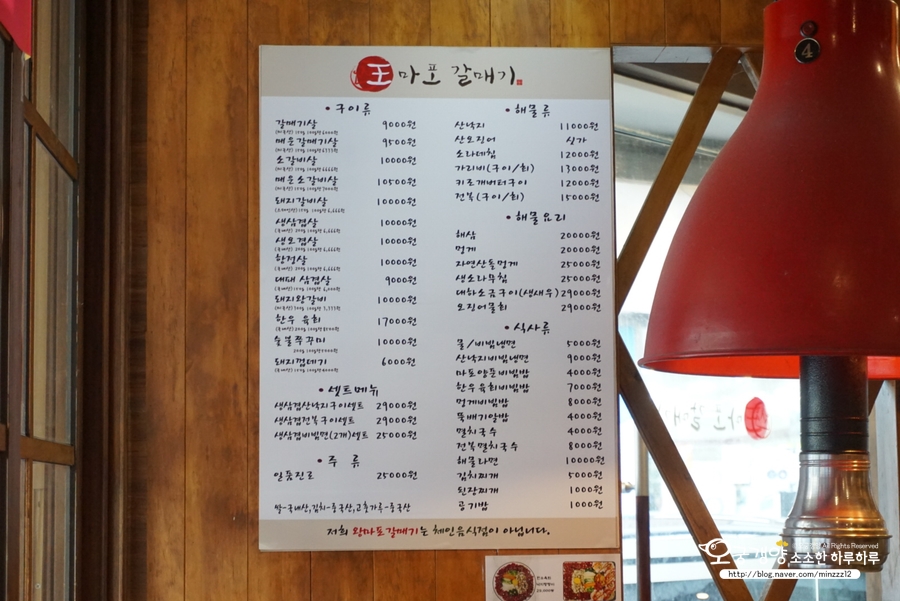 王 마포 갈매기
• 구이류
갈매기살 9000원
매운갈매기살 9500원
소갈비살 10000원
매운소갈비살 10500원
돼지갈비살 10000원
생삼겹살 10000원
생오겹살 10000원
항정살 10000원
대패 삼겹살 9000원
돼지왕갈비 10000원
한우 육회 17000원
숯불쭈꾸미 10000원
돼지껍데기 6000원
• 셋트메뉴
생삼겹산낙지구이셋트 29000원
생삼겹전복구이셋트 29000원
생삼겹비빔면(2개)셋트 25000원
• 주 류
일품진로 25000원
쌀-국내산,김치-중국산,고춧가루-중국산
• 해물류
산낙지 11000원
산오징어 싱가
소라데침 12000원
가리비(구이/회) 13000원
키조개버터구이 12000원
전복(구이/회) 15000원
• 해물요리
해삼 20000원
멍게 20000원
자연산돌멍게 25000원
생소라무침 25000원
대하소금구이(생새우) 29000원
오징어물회 29000원
• 식사류
물/비빔냉면 5000원
산낙지비빔냉면 9000원
마포양푼비빔밥 4000원
한우육회비빔밥 7000원
멍게비빔밥 8000원
뚝배기알밥 4000원
멸치국수 4000원
전복멸치국수 8000원
해물라면 10000원
김치찌개 5000원
된장찌개 1000원
공기밥 1000원
저희 왕마포갈매기는 체인음식점이 아닙니다.
4
소소한 하루하루
All Rights Reserved
http://blog.naver.com/minzzz12